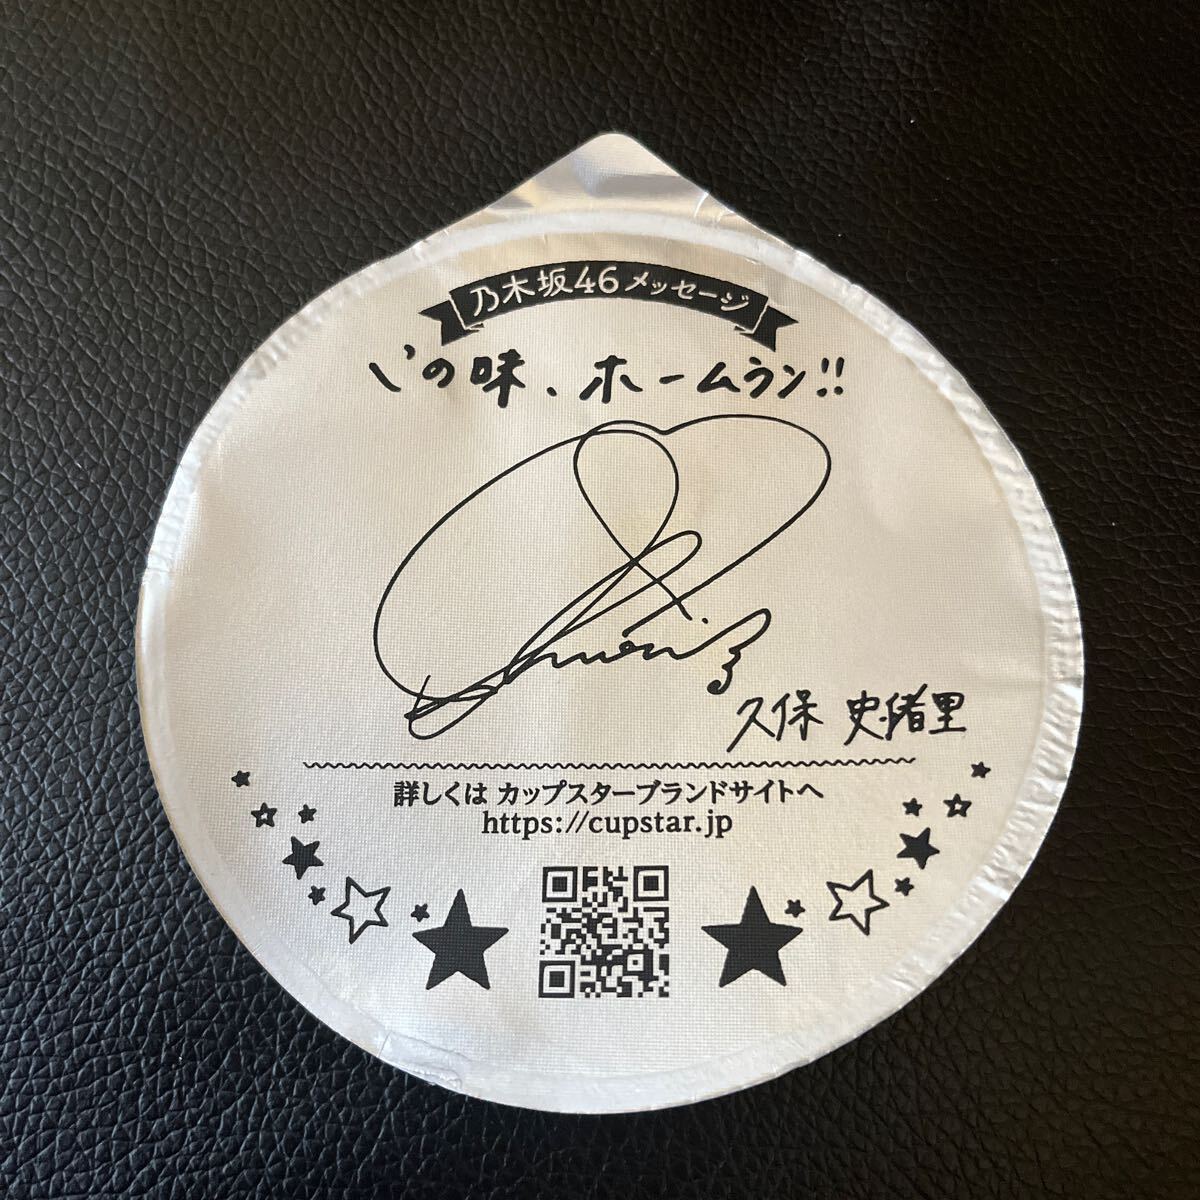 乃木坂46メッセージ
いの味、ホームラン!!
久保 史緒里
詳しくは カップスターブランドサイトへ
https://cupstar.jp